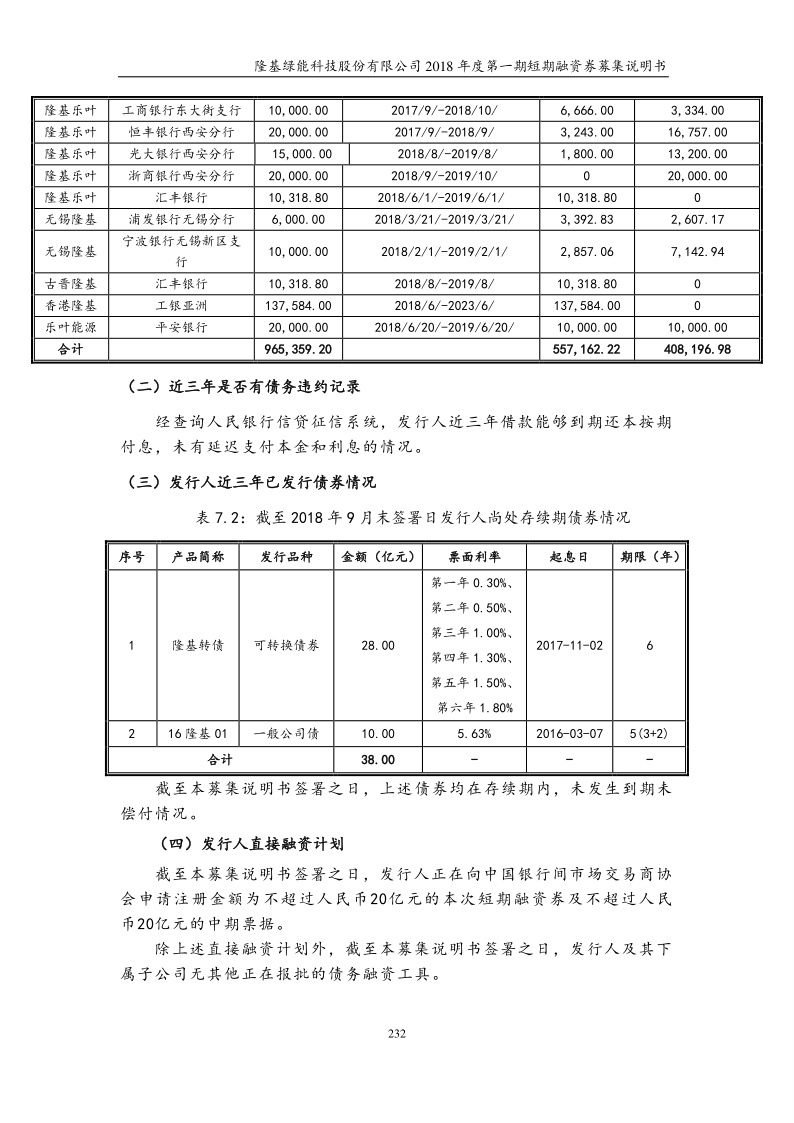 隆基绿能科技股份有限公司 2018 年度第一期短期融资券募集说明书
隆基乐叶 工商银行东大街支行 10,000.00 2017/9/-2018/10/ 6,666.00 3,334.00
隆基乐叶 恒丰银行西安分行 20,000.00 2017/9/-2018/9/ 3,243.00 16,757.00
隆基乐叶 光大银行西安分行 15,000.00 2018/8/-2019/8/ 1,800.00 13,200.00
隆基乐叶 浙商银行西安分行 20,000.00 2018/9/-2019/10/ 0 20,000.00
隆基乐叶 汇丰银行 10,318.80 2018/6/1/-2019/6/1/ 10,318.80 0
无锡隆基 浦发银行无锡分行 6,000.00 2018/3/21/-2019/3/21/ 3,392.83 2,607.17
无锡隆基 宁波银行无锡新区支 10,000.00 2018/2/1/-2019/2/1/ 2,857.06 7,142.94
行
古晋隆基 汇丰银行 10,318.80 2018/8/-2019/8/ 10,318.80 0
香港隆基 工银亚洲 137,584.00 2018/6/-2023/6/ 137,584.00 0
乐叶能源 平安银行 20,000.00 2018/6/20/-2019/6/20/ 10,000.00 10,000.00
合计 965,359.20 557,162.22 408,196.98
（二）近三年是否有债务违约记录
经查询人民银行信贷征信系统，发行人近三年借款能够到期还本按期
付息，未有延迟支付本金和利息的情况。
（三）发行人近三年已发行债券情况
表 7.2：截至 2018 年 9 月末签署日发行人尚处存续期债券情况
序号 产品简称 发行品种 金额（亿元） 票面利率 起息日 期限（年）
第一年 0.30%、
第二年 0.50%、
第三年 1.00%、
1 隆基转债 可转换债券 28.00 2017-11-02 6
第四年 1.30%、
第五年 1.50%、
第六年 1.80%
2 16 隆基 01 一般公司债 10.00 5.63% 2016-03-07 5(3+2)
合计 38.00 - - -
截至本募集说明书签署之日，上述债券均在存续期内，未发生到期未
偿付情况。
（四）发行人直接融资计划
截至本募集说明书签署之日，发行人正在向中国银行间市场交易商协
会申请注册金额为不超过人民币20亿元的本次短期融资券及不超过人民
币20亿元的中期票据。
除上述直接融资计划外，截至本募集说明书签署之日，发行人及其下
属子公司无其他正在报批的债务融资工具。
232